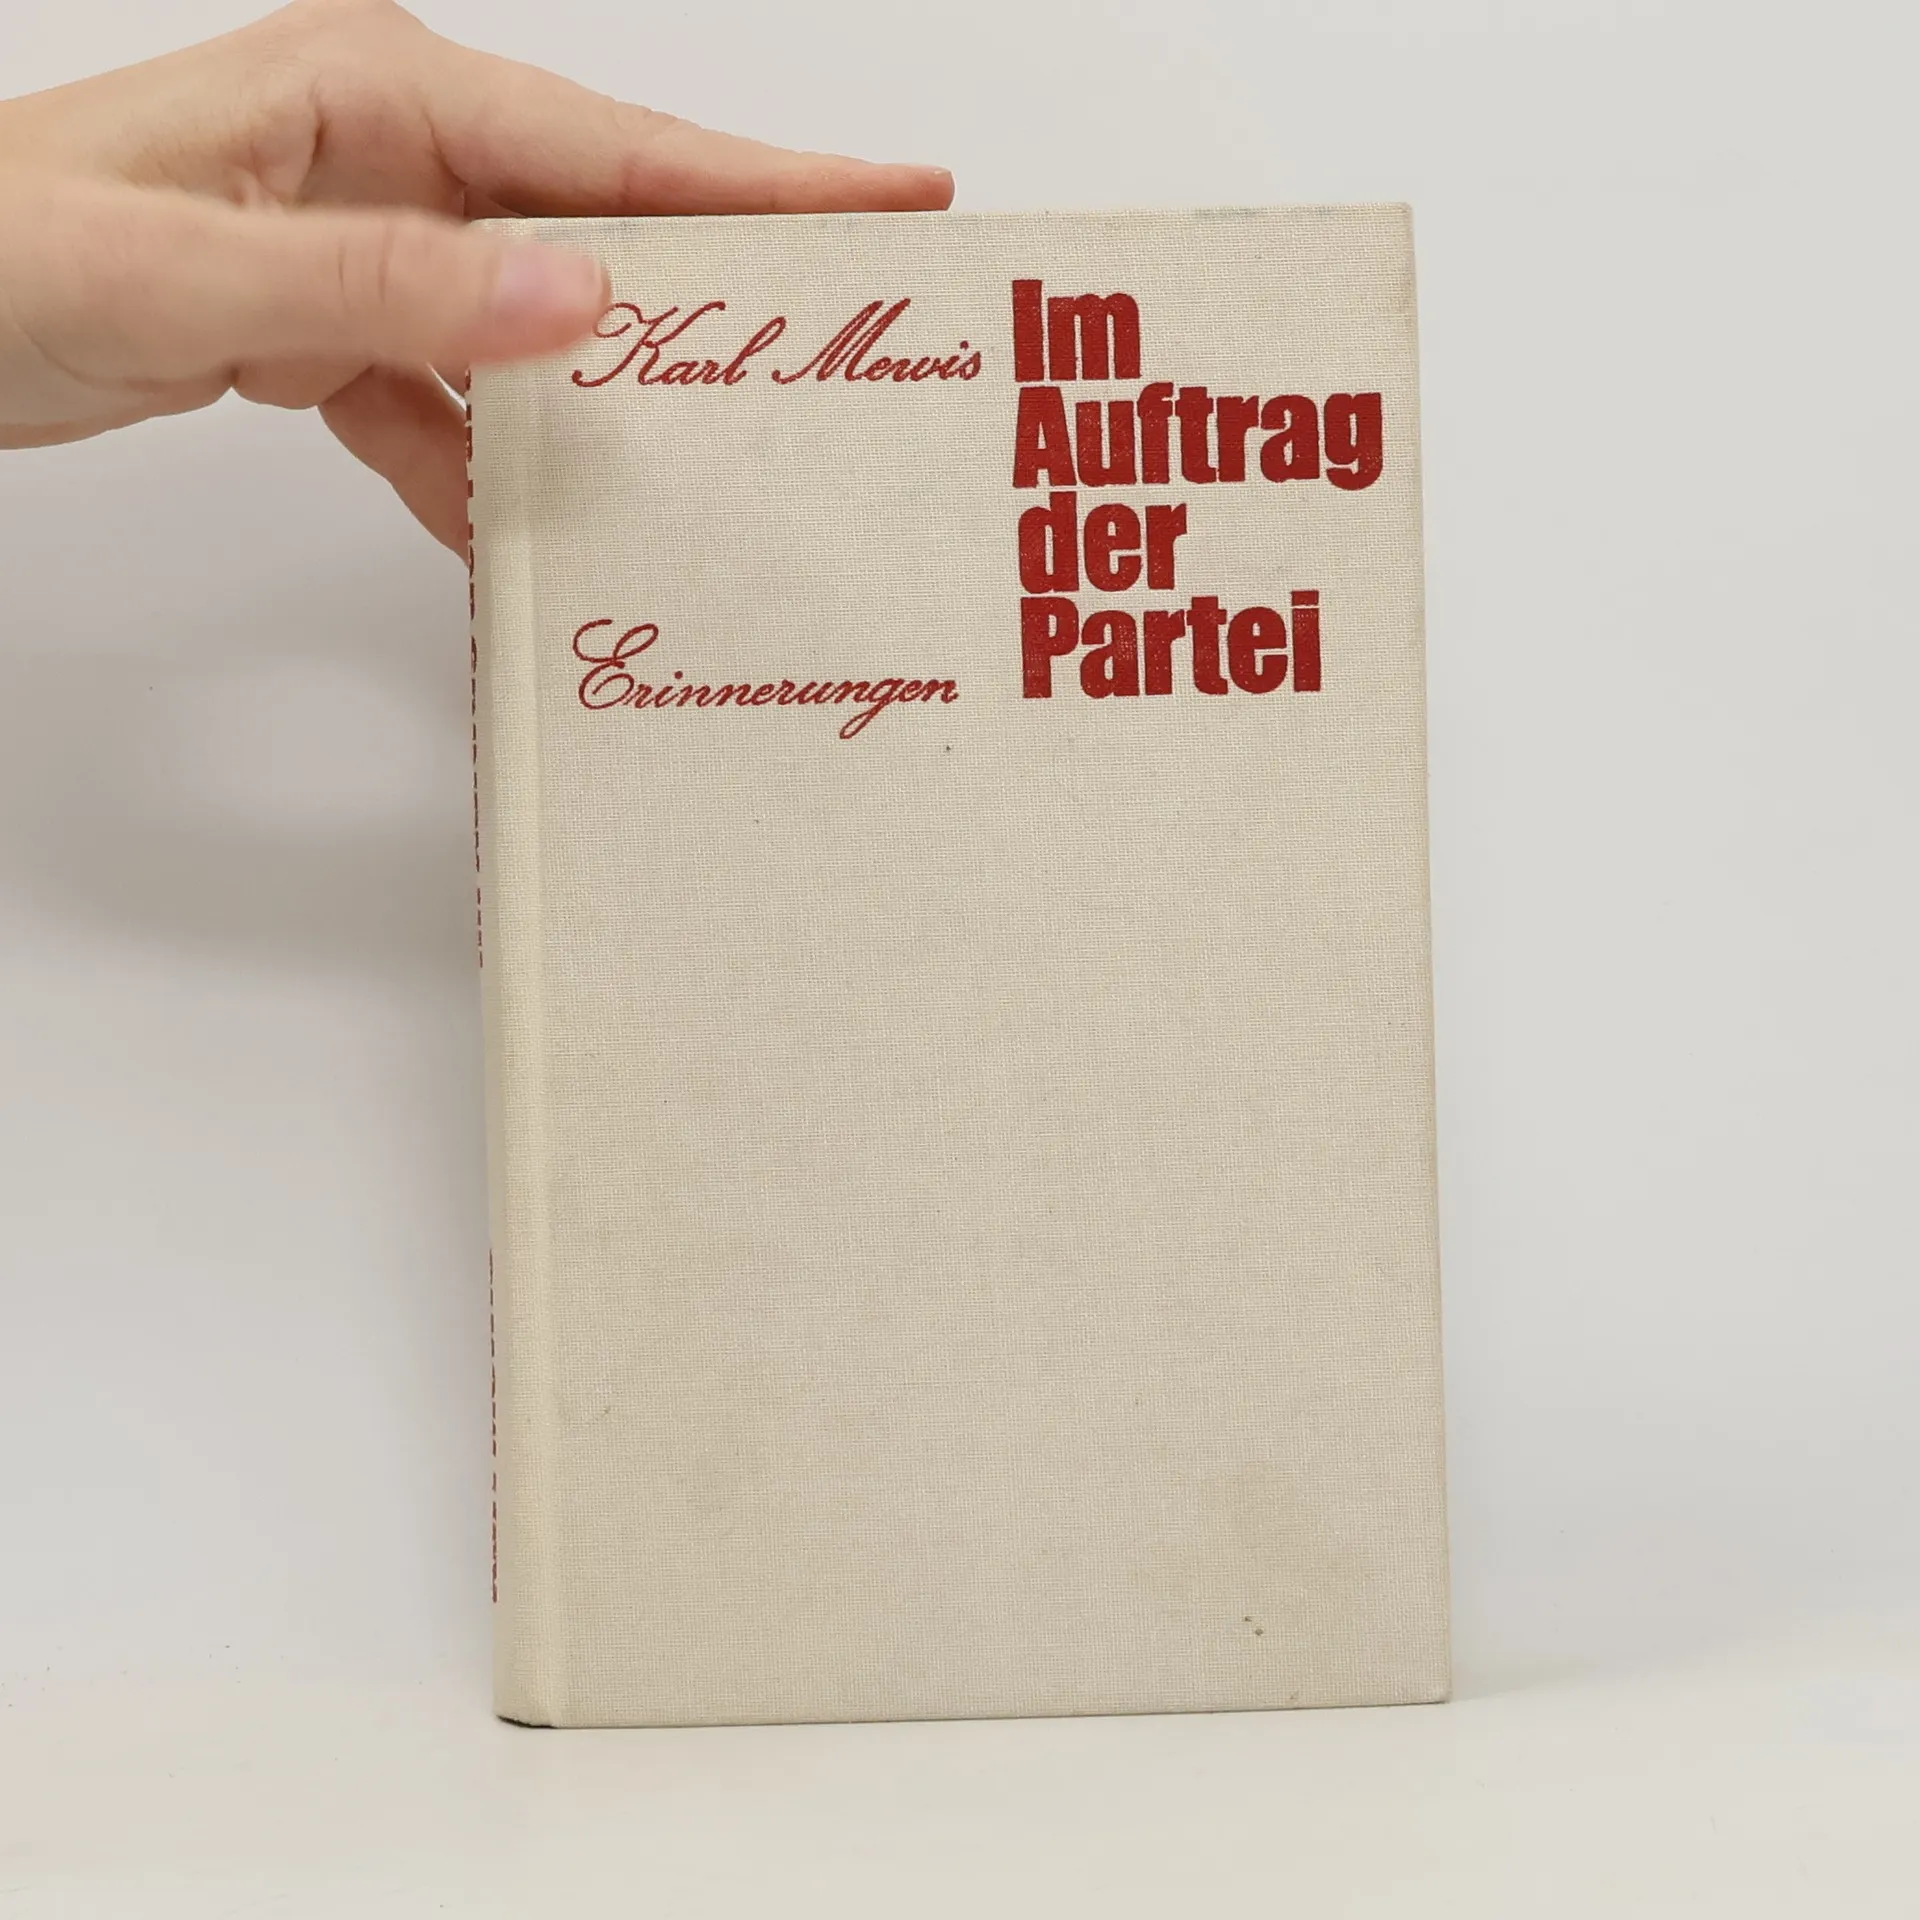 Karl Mewis
Im
Auftrag
der
Partei
Erinnerungen